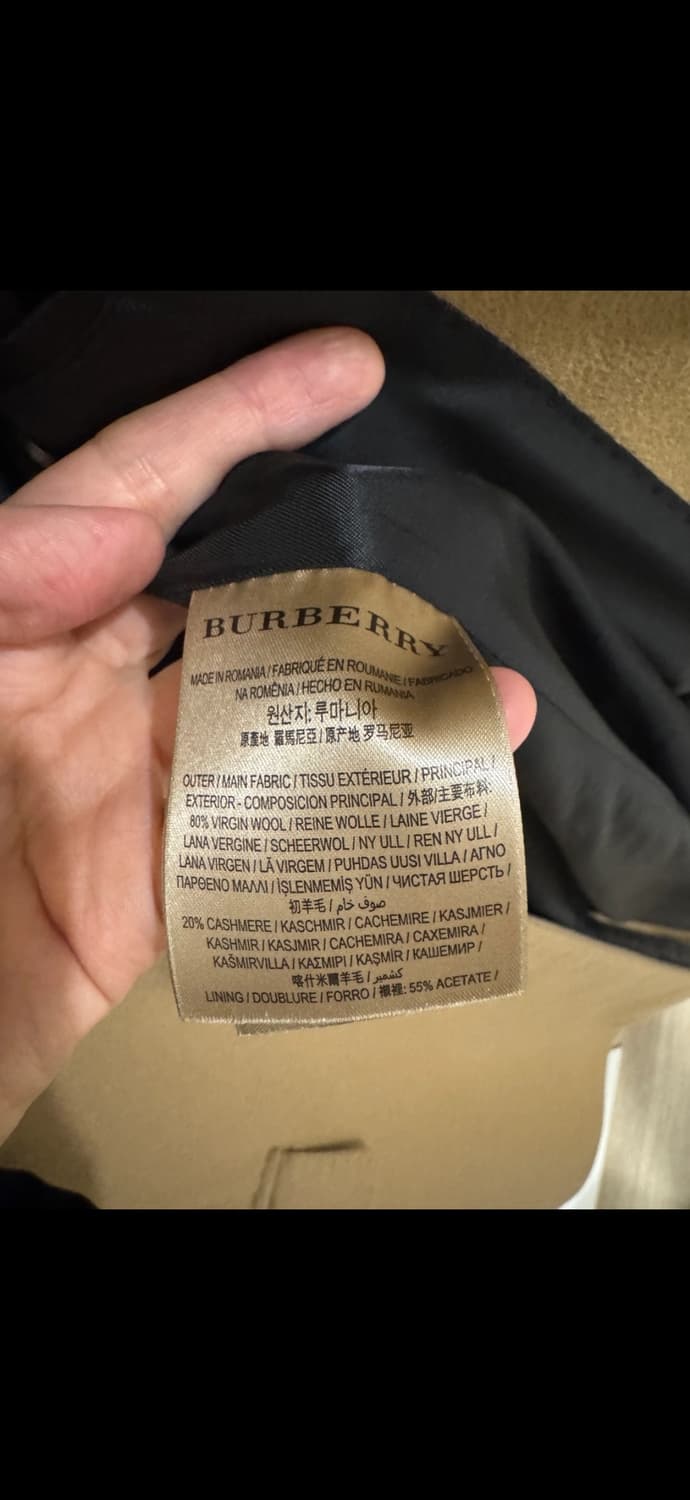 BURBERRY
MADE IN ROMANIA / FABRIQUÉ EN ROUMANIE / FABRICADO
NA ROMÊNIA / HECHO EN RUMANIA
원산지: 루마니아
原產地 羅馬尼亞 / 原产地 罗马尼亚
OUTER / MAIN FABRIC / TISSU EXTÉRIEUR / PRINCIPAL /
EXTERIOR - COMPOSICION PRINCIPAL / 外部/主要布料:
80% VIRGIN WOOL / REINE WOLLE / LAINE VIERGE /
LANA VERGINE / SCHEERWOL / NY ULL / REN NY ULL /
LANA VIRGEN / LÃ VIRGEM / PUHDAS UUSI VILLA / ΑΓΝΟ
ΠΑΡΘΕΝΟ ΜΑΛΛΙ / İŞLENMEMİŞ YÜN / ЧИСТАЯ ШЕРСТЬ /
初羊毛 / صوف خام /
20% CASHMERE / KASCHMIR / CACHEMIRE / KASJMIER /
KASHMIR / KASJMIR / CACHEMIRA / CAXEMIRA /
KAŠMIRVILLA / ΚΑΣΜΙΡΙ / KAŞMİR / КАШЕМИР /
喀什米爾羊毛 / كشمير /
LINING / DOUBLURE / FORRO / 襯裡: 55% ACETATE /